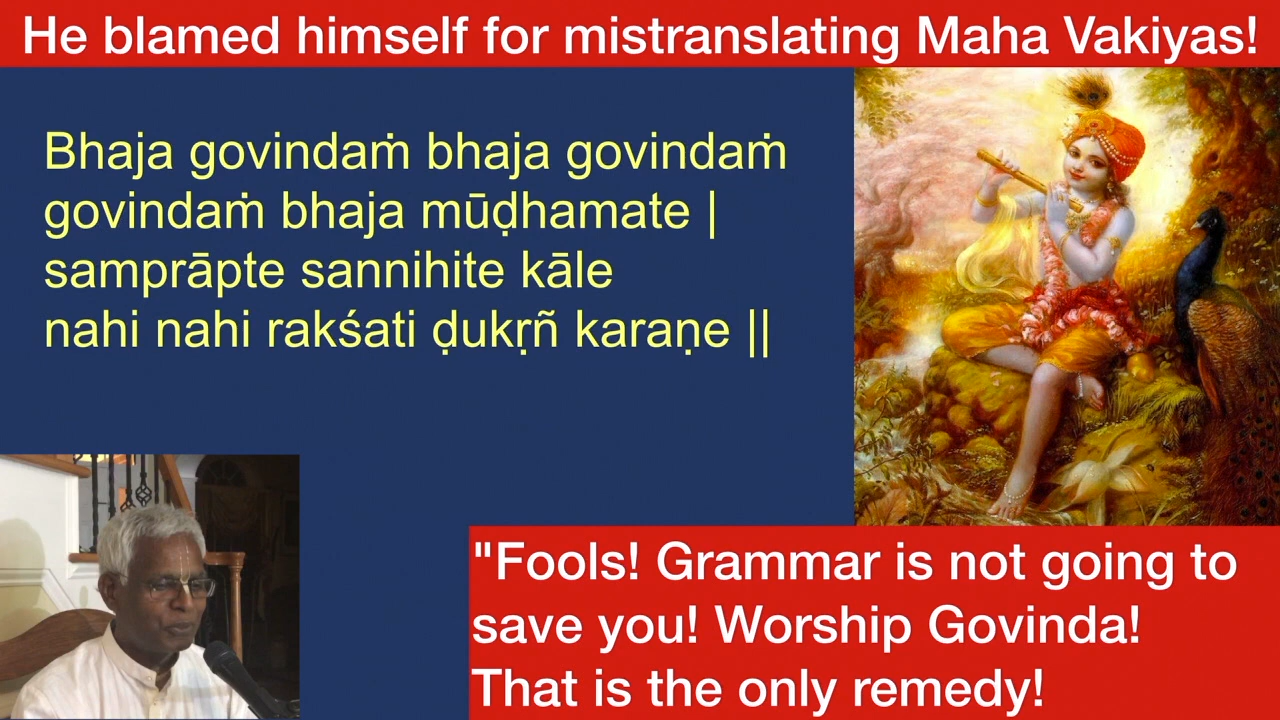 He blamed himself for mistranslating Maha Vakiyas!
Bhaja govindaṁ bhaja govindaṁ
govindaṁ bhaja mūḍhamate |
samprāpte sannihite kāle
nahi nahi rakśati ḍukṛñ karaṇe ||
"Fools! Grammar is not going to
save you! Worship Govinda!
That is the only remedy!